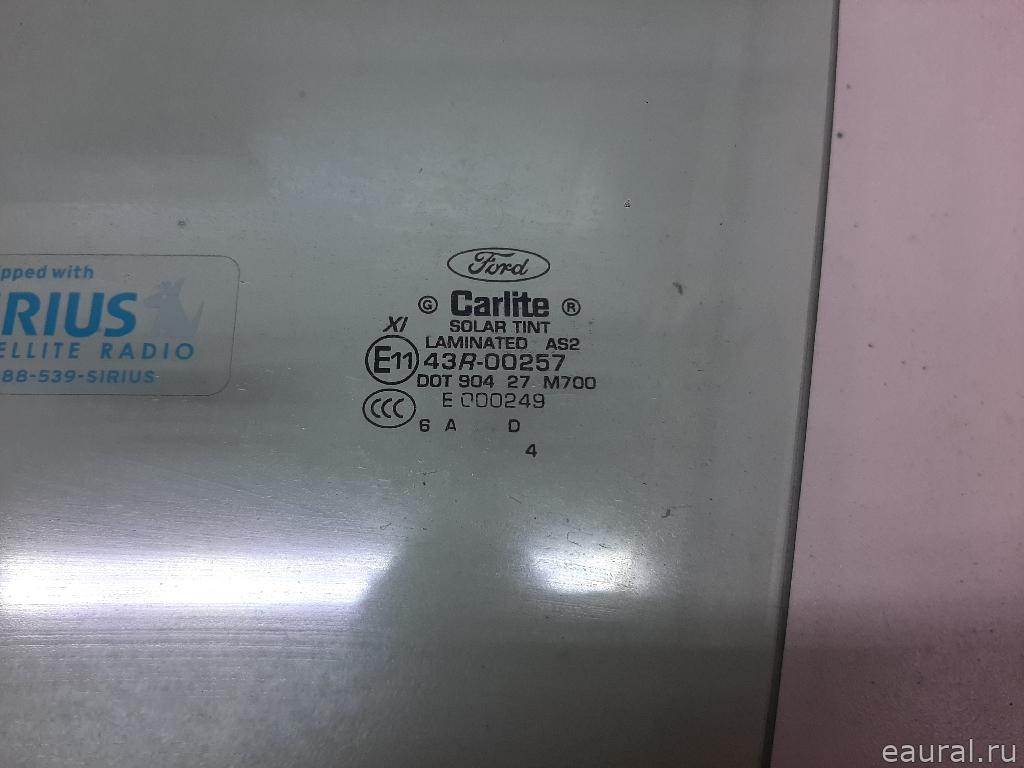 pped with
IRIUS
ELLITE RADIO
88-539-SIRIUS
Ford
G Carlite ®
SOLAR TINT
XI
LAMINATED AS2
E11 43R-00257
DOT 904 27 M700
CCC
E 000249
6 A D
4
eaural.ru